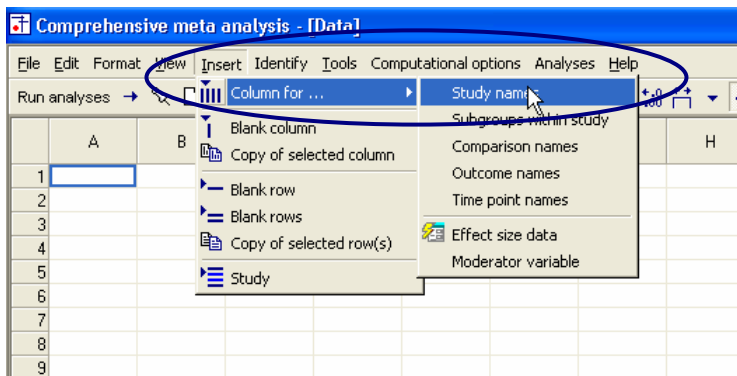 Comprehensive meta analysis - [Data]
File Edit Format View Insert Identify Tools Computational options Analyses Help
Run analyses →
Column for ...
Blank column
Copy of selected column
Blank row
Blank rows
Copy of selected row(s)
Study
Study names
Subgroups within study
Comparison names
Outcome names
Time point names
Effect size data
Moderator variable
A B H
1
2
3
4
5
6
7
8
9